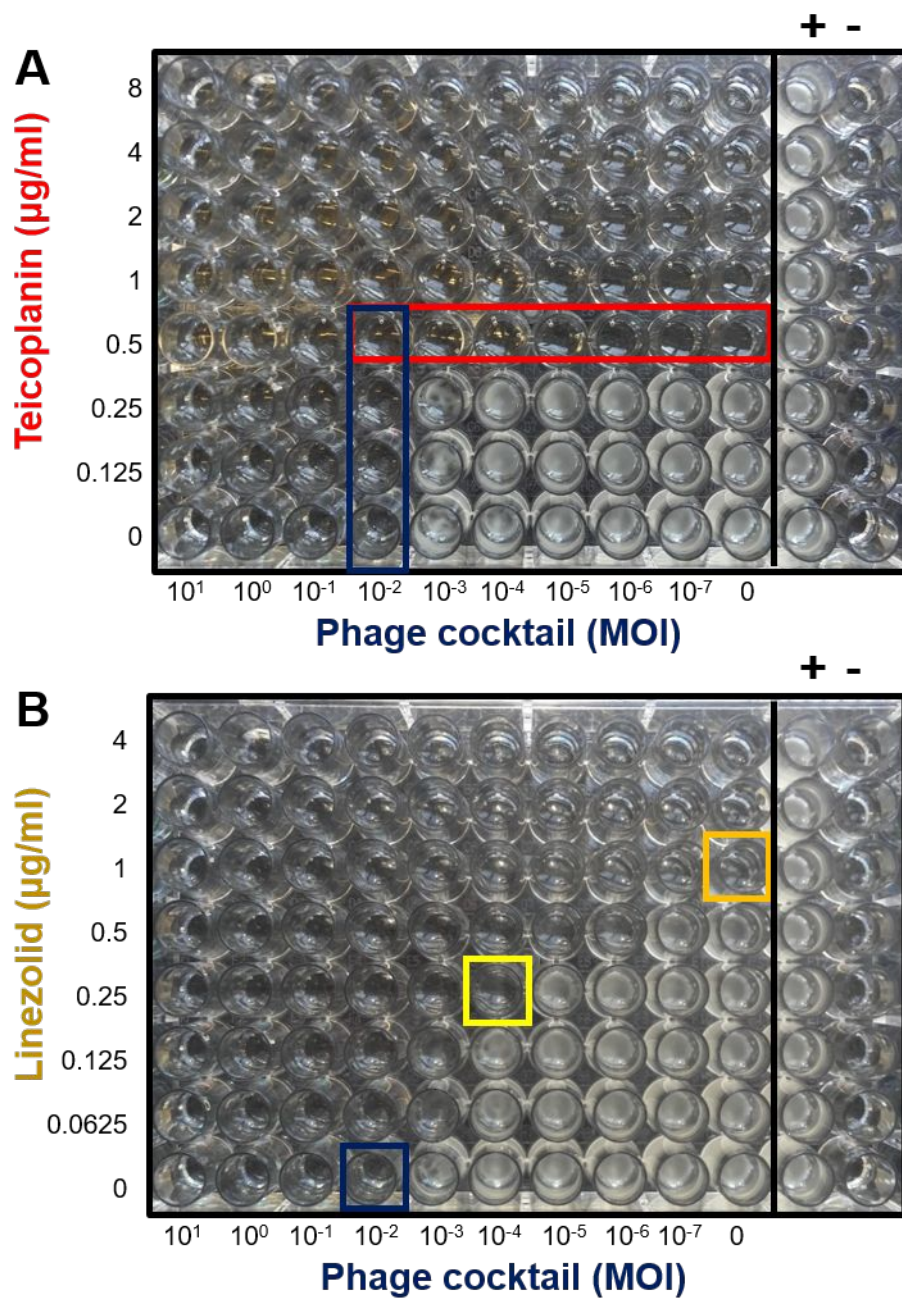 + -
A
Teicoplanin (µg/ml)
8
4
2
1
0.5
0.25
0.125
0
10¹ 10⁰ 10⁻¹ 10⁻² 10⁻³ 10⁻⁴ 10⁻⁵ 10⁻⁶ 10⁻⁷ 0
Phage cocktail (MOI)
+ -
B
Linezolid (µg/ml)
4
2
1
0.5
0.25
0.125
0.0625
0
10¹ 10⁰ 10⁻¹ 10⁻² 10⁻³ 10⁻⁴ 10⁻⁵ 10⁻⁶ 10⁻⁷ 0
Phage cocktail (MOI)